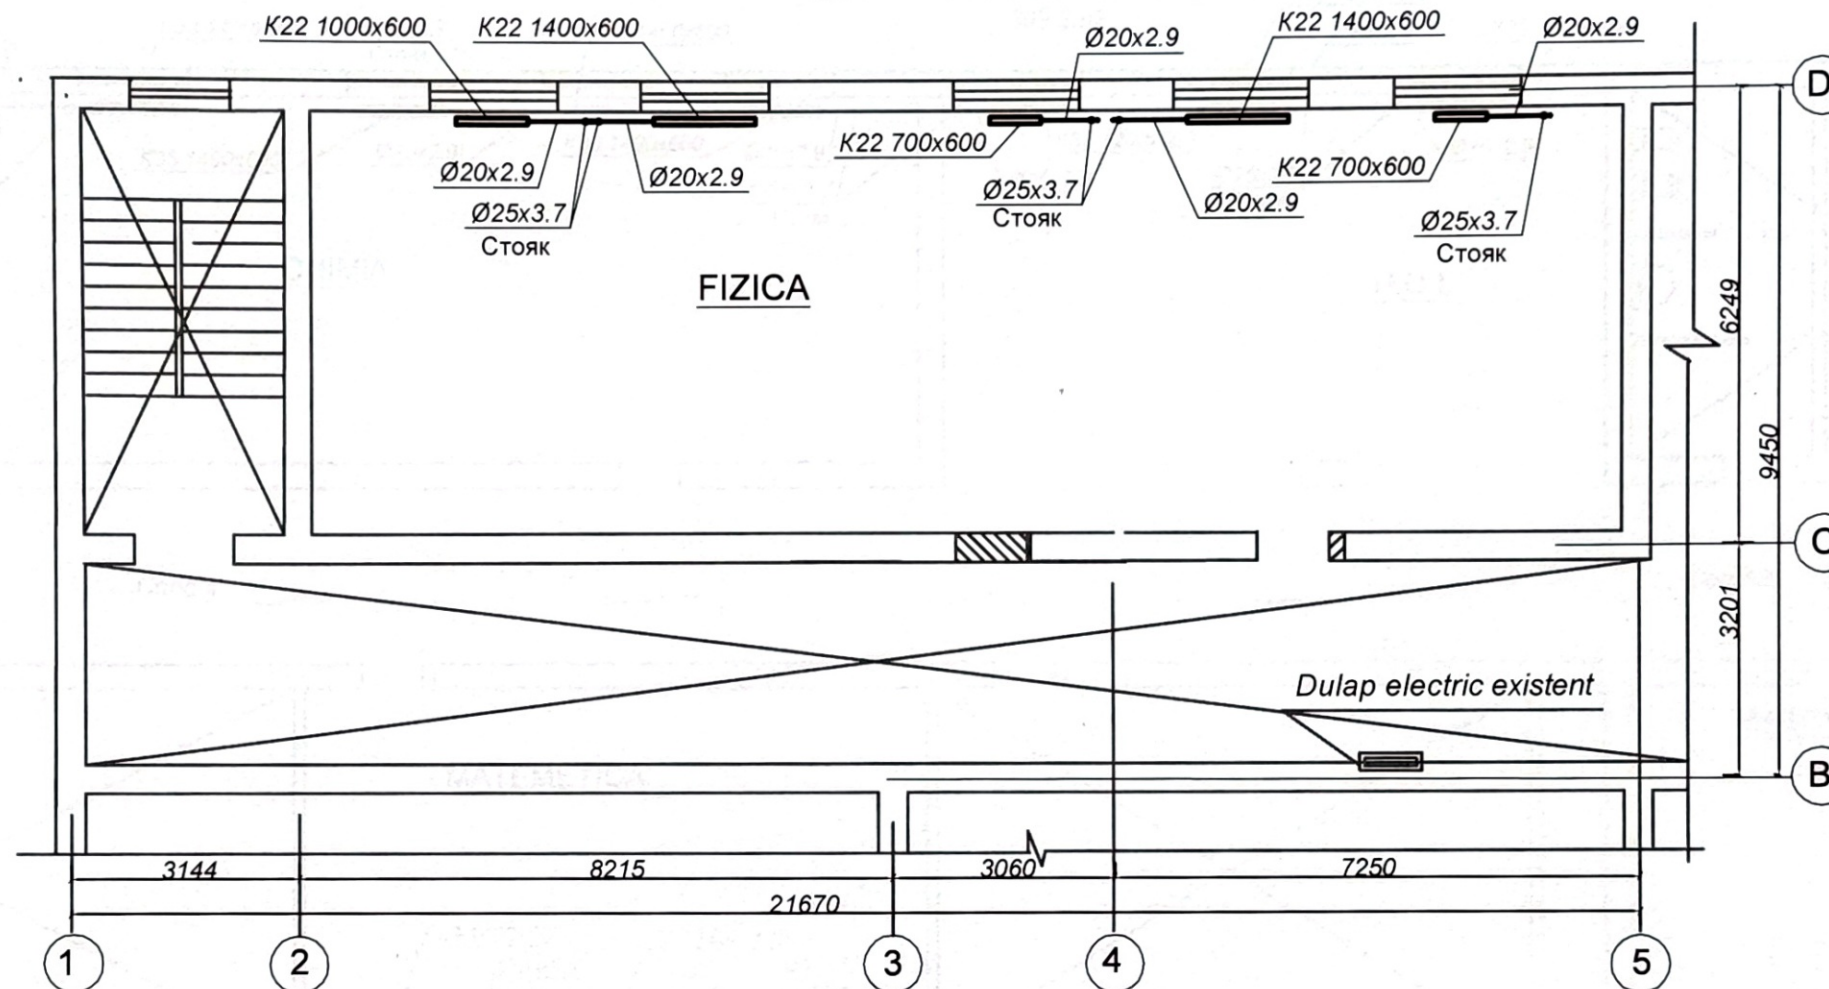 К22 1000x600
К22 1400x600
Ø20x2.9
К22 1400x600
Ø20x2.9
D
К22 700x600
Ø20x2.9
Ø20x2.9
Ø25x3.7
Стояк
Ø25x3.7
Стояк
Ø20x2.9
К22 700x600
Ø25x3.7
Стояк
FIZICA
6249
9450
C
3201
Dulap electric existent
B
3144
8215
3060
7250
21670
1
2
3
4
5